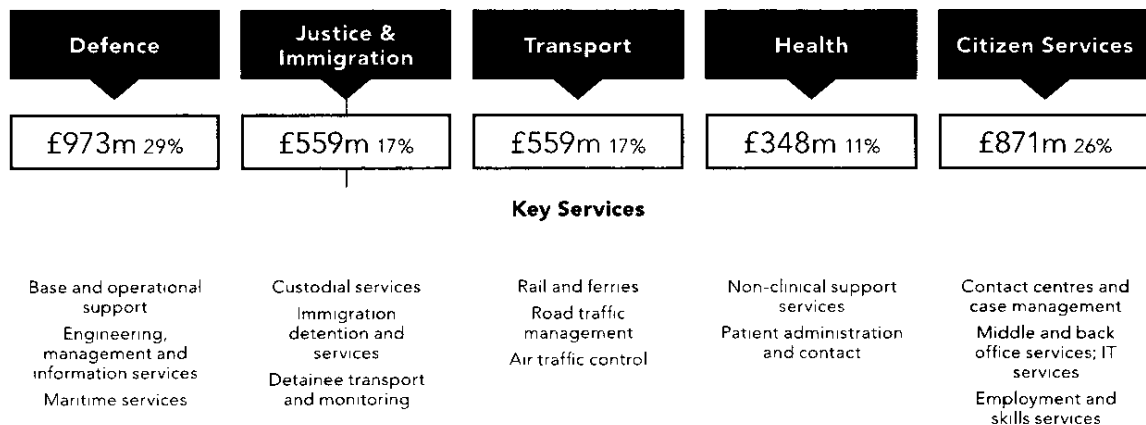 Defence
Justice &
Immigration
Transport
Health
Citizen Services
£973m 29%
£559m 17%
£559m 17%
£348m 11%
£871m 26%
Key Services
Base and operational
support
Engineering,
management and
information services
Maritime services
Custodial services
Immigration
detention and
services
Detainee transport
and monitoring
Rail and ferries
Road traffic
management
Air traffic control
Non-clinical support
services
Patient administration
and contact
Contact centres and
case management
Middle and back
office services; IT
services
Employment and
skills services